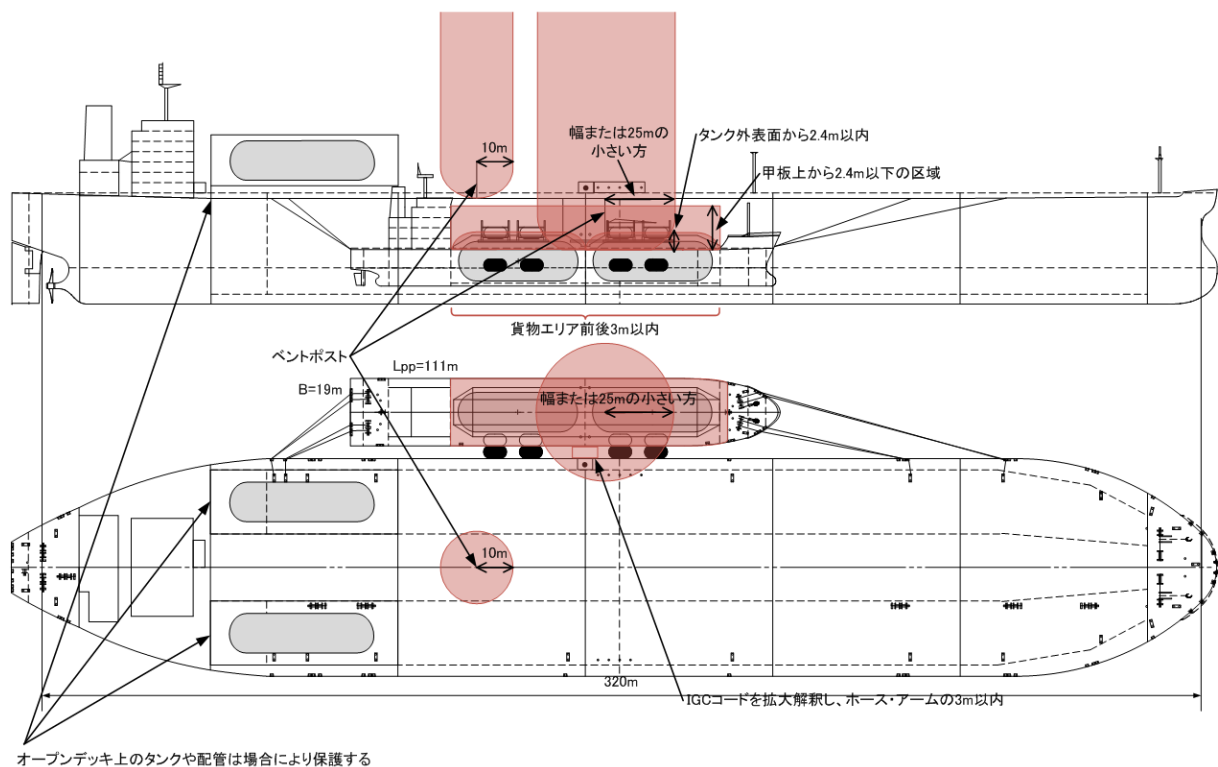 10m
幅または25mの
小さい方
タンク外表面から2.4m以内
甲板上から2.4m以下の区域
貨物エリア前後3m以内
ベントポスト
Lpp=111m
B=19m
幅または25mの小さい方
10m
320m
IGCコードを拡大解釈し、ホース・アームの3m以内
オープンデッキ上のタンクや配管は場合により保護する